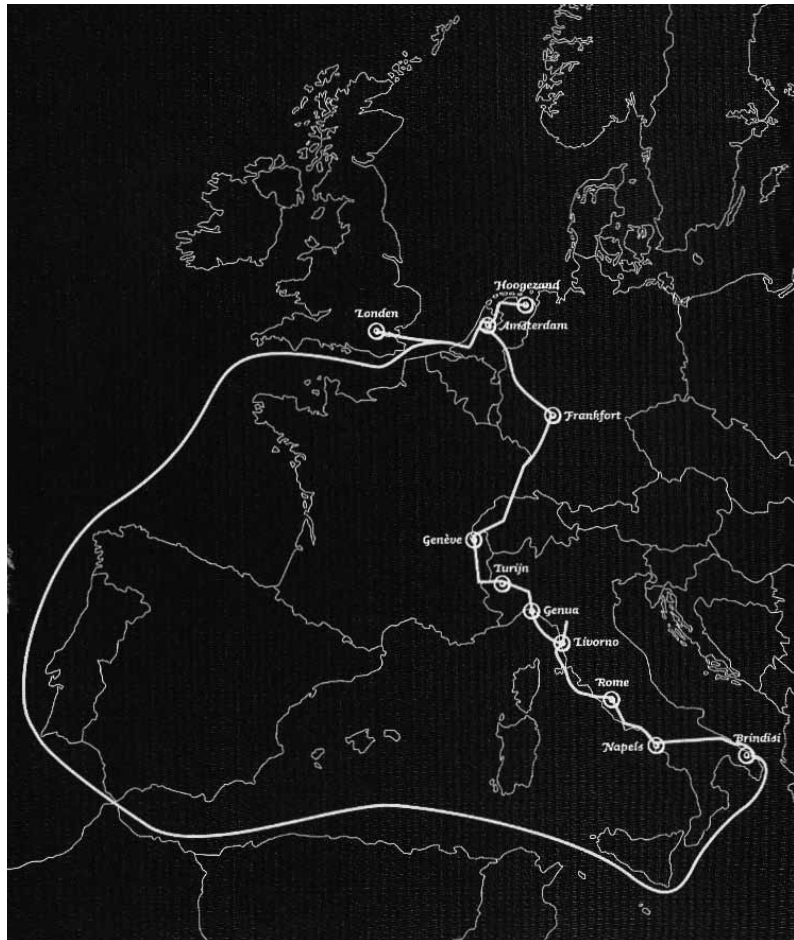 Hoogezand
Londen
Amsterdam
Frankfort
Genève
Turijn
Genua
Livorno
Rome
Napels
Brindisi